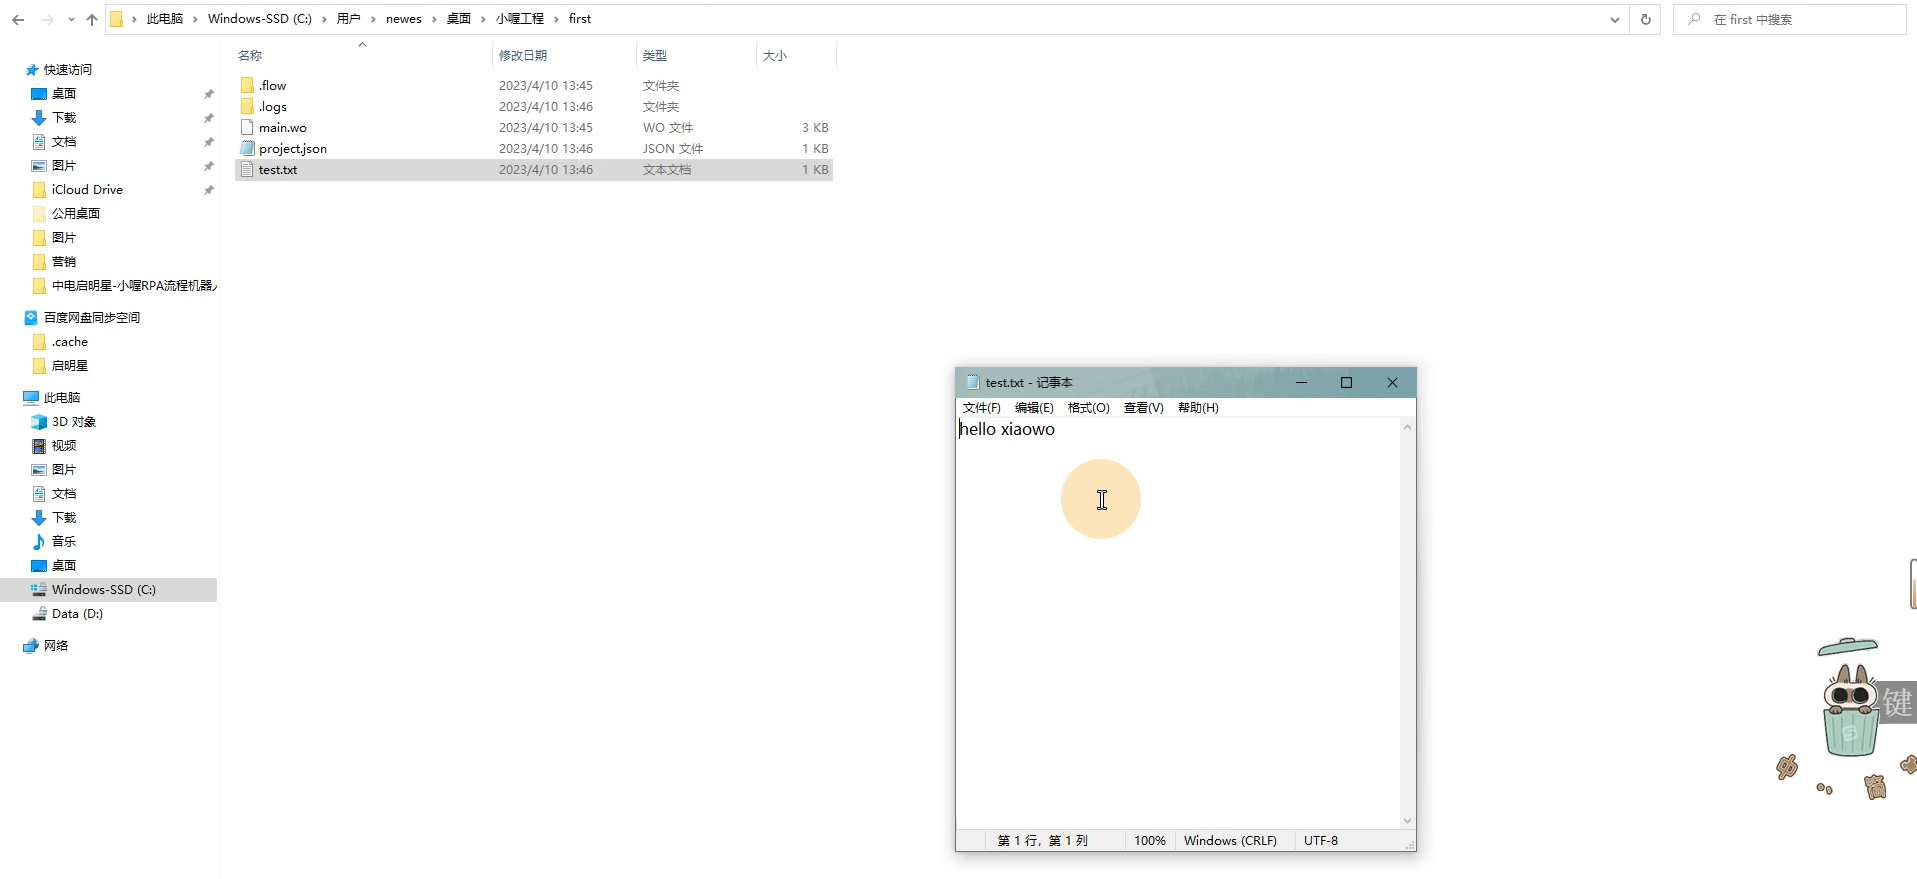 此电脑 › Windows-SSD (C:) › 用户 › newes › 桌面 › 小喔工程 › first
在 first 中搜索
名称 修改日期 类型 大小
.flow 2023/4/10 13:45 文件夹
.logs 2023/4/10 13:46 文件夹
main.wo 2023/4/10 13:45 WO 文件 3 KB
project.json 2023/4/10 13:46 JSON 文件 1 KB
test.txt 2023/4/10 13:46 文本文档 1 KB
快速访问
桌面
下载
文档
图片
iCloud Drive
公用桌面
图片
营销
中电启明星-小喔RPA流程机器
百度网盘同步空间
.cache
启明星
此电脑
3D 对象
视频
图片
文档
下载
音乐
桌面
Windows-SSD (C:)
Data (D:)
网络
test.txt - 记事本
文件(F) 编辑(E) 格式(O) 查看(V) 帮助(H)
hello xiaowo
第 1 行，第 1 列 100% Windows (CRLF) UTF-8
键
中
简